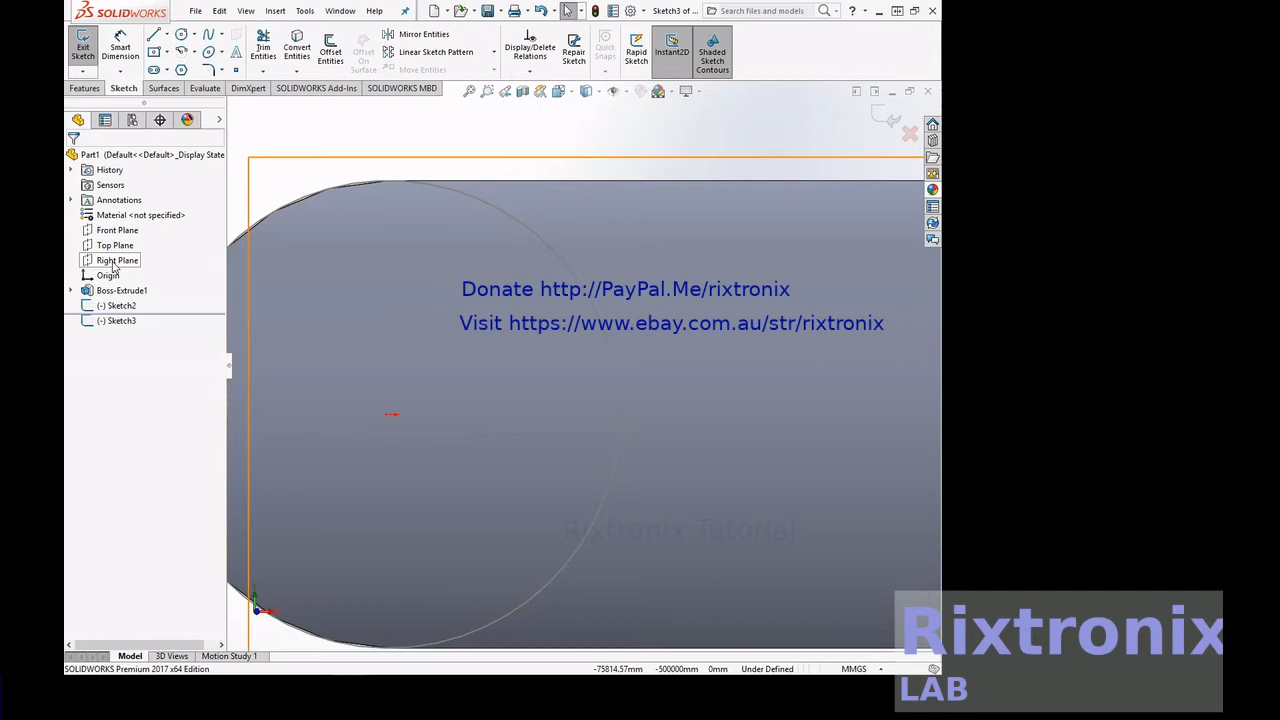 SOLIDWORKS File Edit View Insert Tools Window Help Sketch3 of Search files and models
Exit Sketch
Smart Dimension
Trim Entities
Convert Entities
Offset Entities
Offset On Surface
Mirror Entities
Linear Sketch Pattern
Move Entities
Display/Delete Relations
Repair Sketch
Quick Snaps
Rapid Sketch
Instant2D
Shaded Sketch Contours
Features Sketch Surfaces Evaluate DimXpert SOLIDWORKS Add-Ins SOLIDWORKS MBD
Part1 (Default<<Default>_Display State
History
Sensors
Annotations
Material <not specified>
Front Plane
Top Plane
Right Plane
Origin
Boss-Extrude1
(-) Sketch2
(-) Sketch3
Donate http://PayPal.Me/rixtronix
Visit https://www.ebay.com.au/str/rixtronix
Rixtronix Tutorial
Rixtronix
LAB
Model 3D Views Motion Study 1
SOLIDWORKS Premium 2017 x64 Edition -75814.57mm -500000mm 0mm Under Defined MMGS